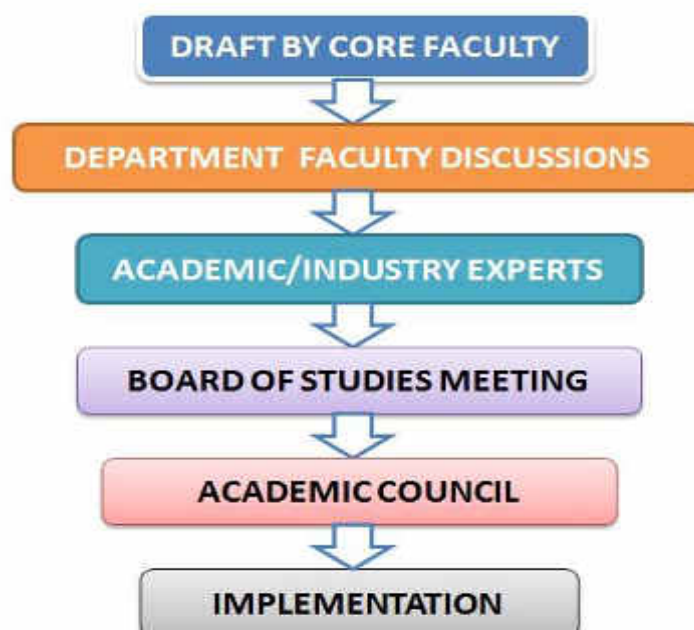 DRAFT BY CORE FACULTY
DEPARTMENT FACULTY DISCUSSIONS
ACADEMIC/INDUSTRY EXPERTS
BOARD OF STUDIES MEETING
ACADEMIC COUNCIL
IMPLEMENTATION